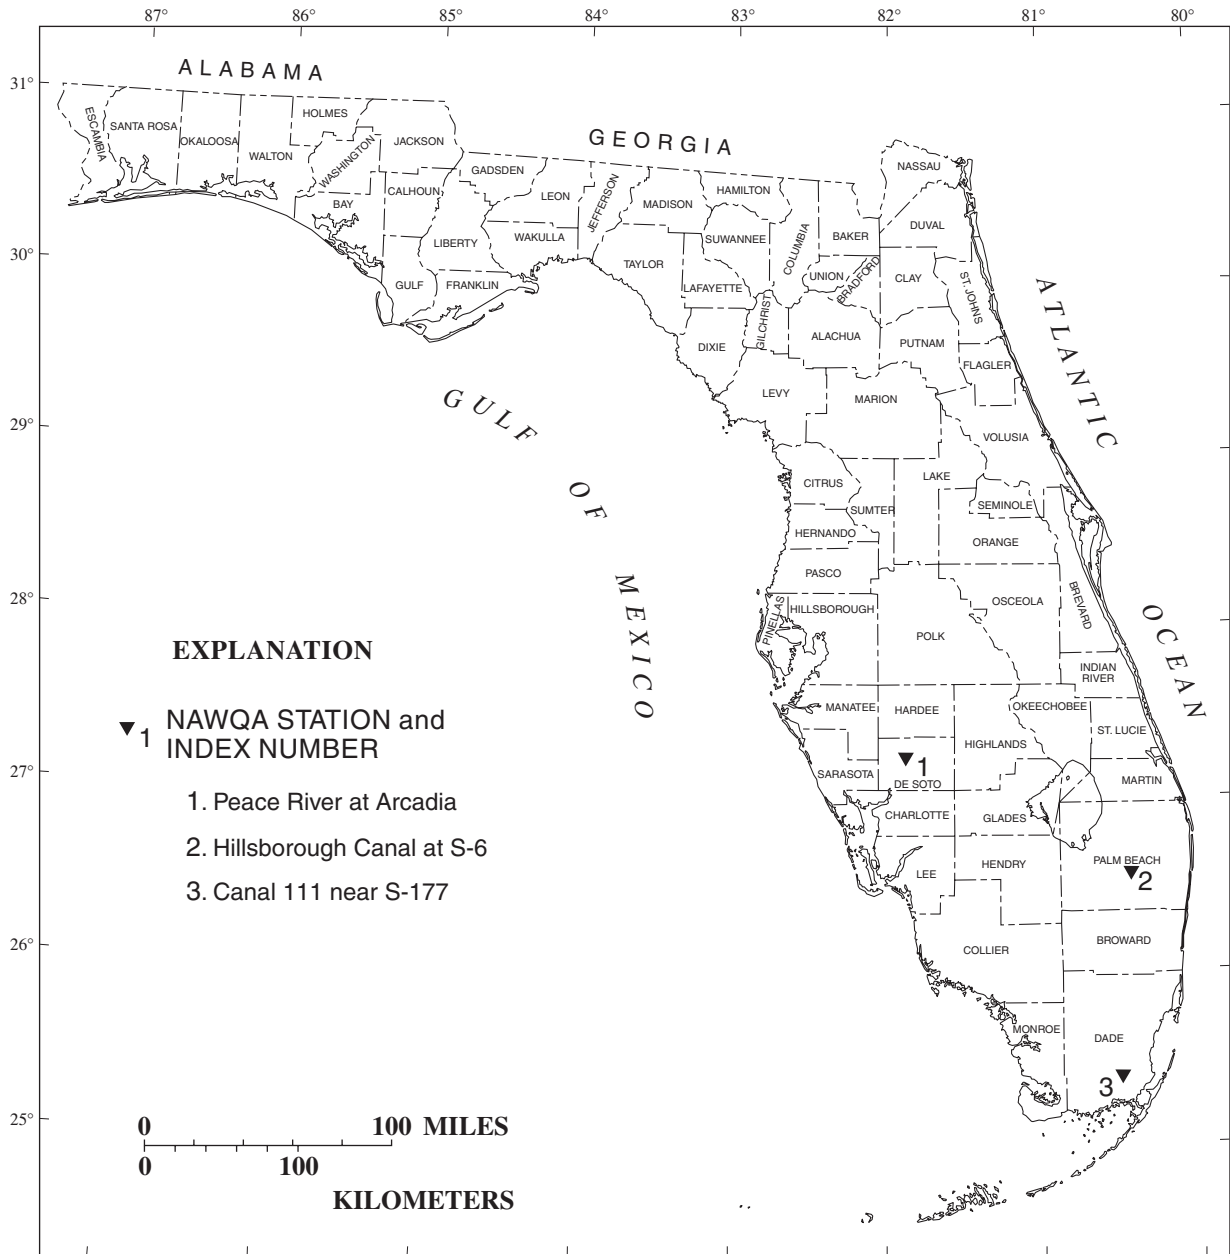 87° 86° 85° 84° 83° 82° 81° 80°
31°
30°
29°
28°
27°
26°
25°
ALABAMA
GEORGIA
ESCAMBIA
SANTA ROSA
OKALOOSA
WALTON
HOLMES
WASHINGTON
JACKSON
BAY
CALHOUN
GULF
LIBERTY
GADSDEN
FRANKLIN
LEON
WAKULLA
JEFFERSON
MADISON
TAYLOR
HAMILTON
SUWANNEE
LAFAYETTE
DIXIE
COLUMBIA
GILCHRIST
BAKER
UNION
BRADFORD
ALACHUA
LEVY
NASSAU
DUVAL
CLAY
ST. JOHNS
PUTNAM
FLAGLER
MARION
VOLUSIA
CITRUS
SUMTER
LAKE
SEMINOLE
HERNANDO
ORANGE
PASCO
PINELLAS
HILLSBOROUGH
POLK
OSCEOLA
BREVARD
INDIAN
RIVER
MANATEE
HARDEE
OKEECHOBEE
ST. LUCIE
HIGHLANDS
SARASOTA
1
DE SOTO
MARTIN
CHARLOTTE
GLADES
LEE
HENDRY
PALM BEACH
2
COLLIER
BROWARD
MONROE
DADE
3
GULF OF MEXICO
ATLANTIC OCEAN
EXPLANATION
1 NAWQA STATION and
INDEX NUMBER
1. Peace River at Arcadia
2. Hillsborough Canal at S-6
3. Canal 111 near S-177
0 100 MILES
0 100
KILOMETERS